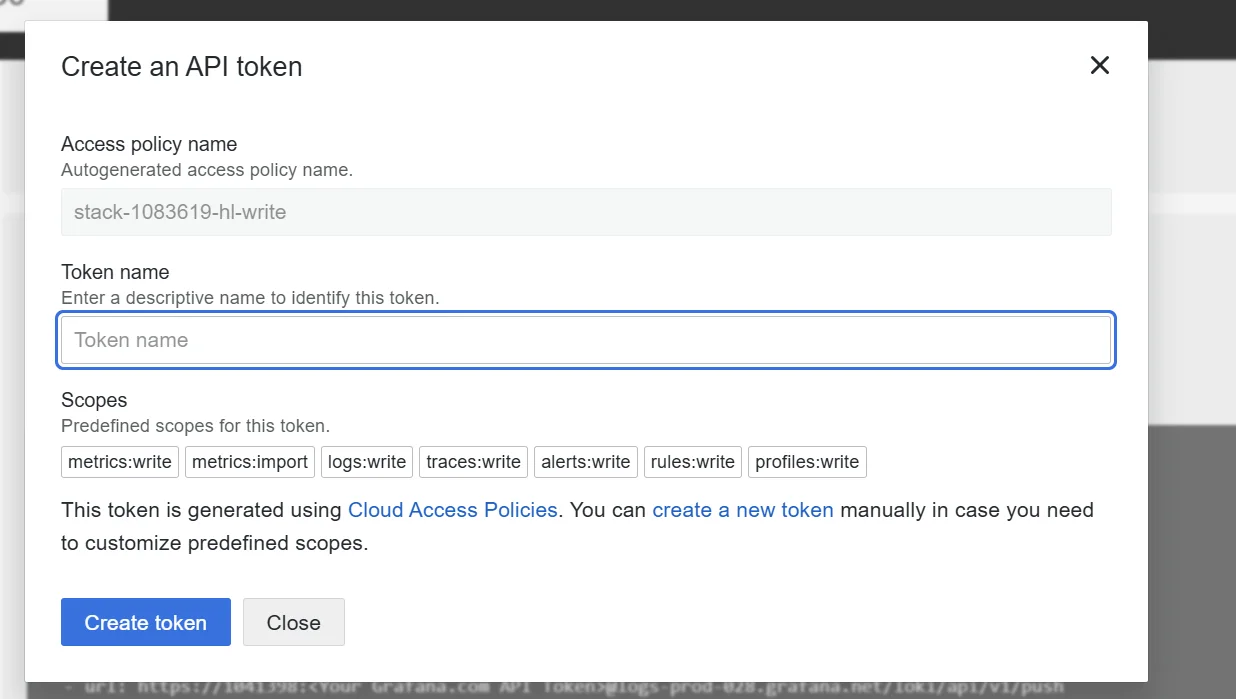 Create an API token
Access policy name
Autogenerated access policy name.
stack-1083619-hl-write
Token name
Enter a descriptive name to identify this token.
Token name
Scopes
Predefined scopes for this token.
metrics:write metrics:import logs:write traces:write alerts:write rules:write profiles:write
This token is generated using Cloud Access Policies. You can create a new token manually in case you need
to customize predefined scopes.
Create token Close
- url: https://1041398:<Your Grafana.com API Token>@logs-prod-028.grafana.net/loki/api/v1/push